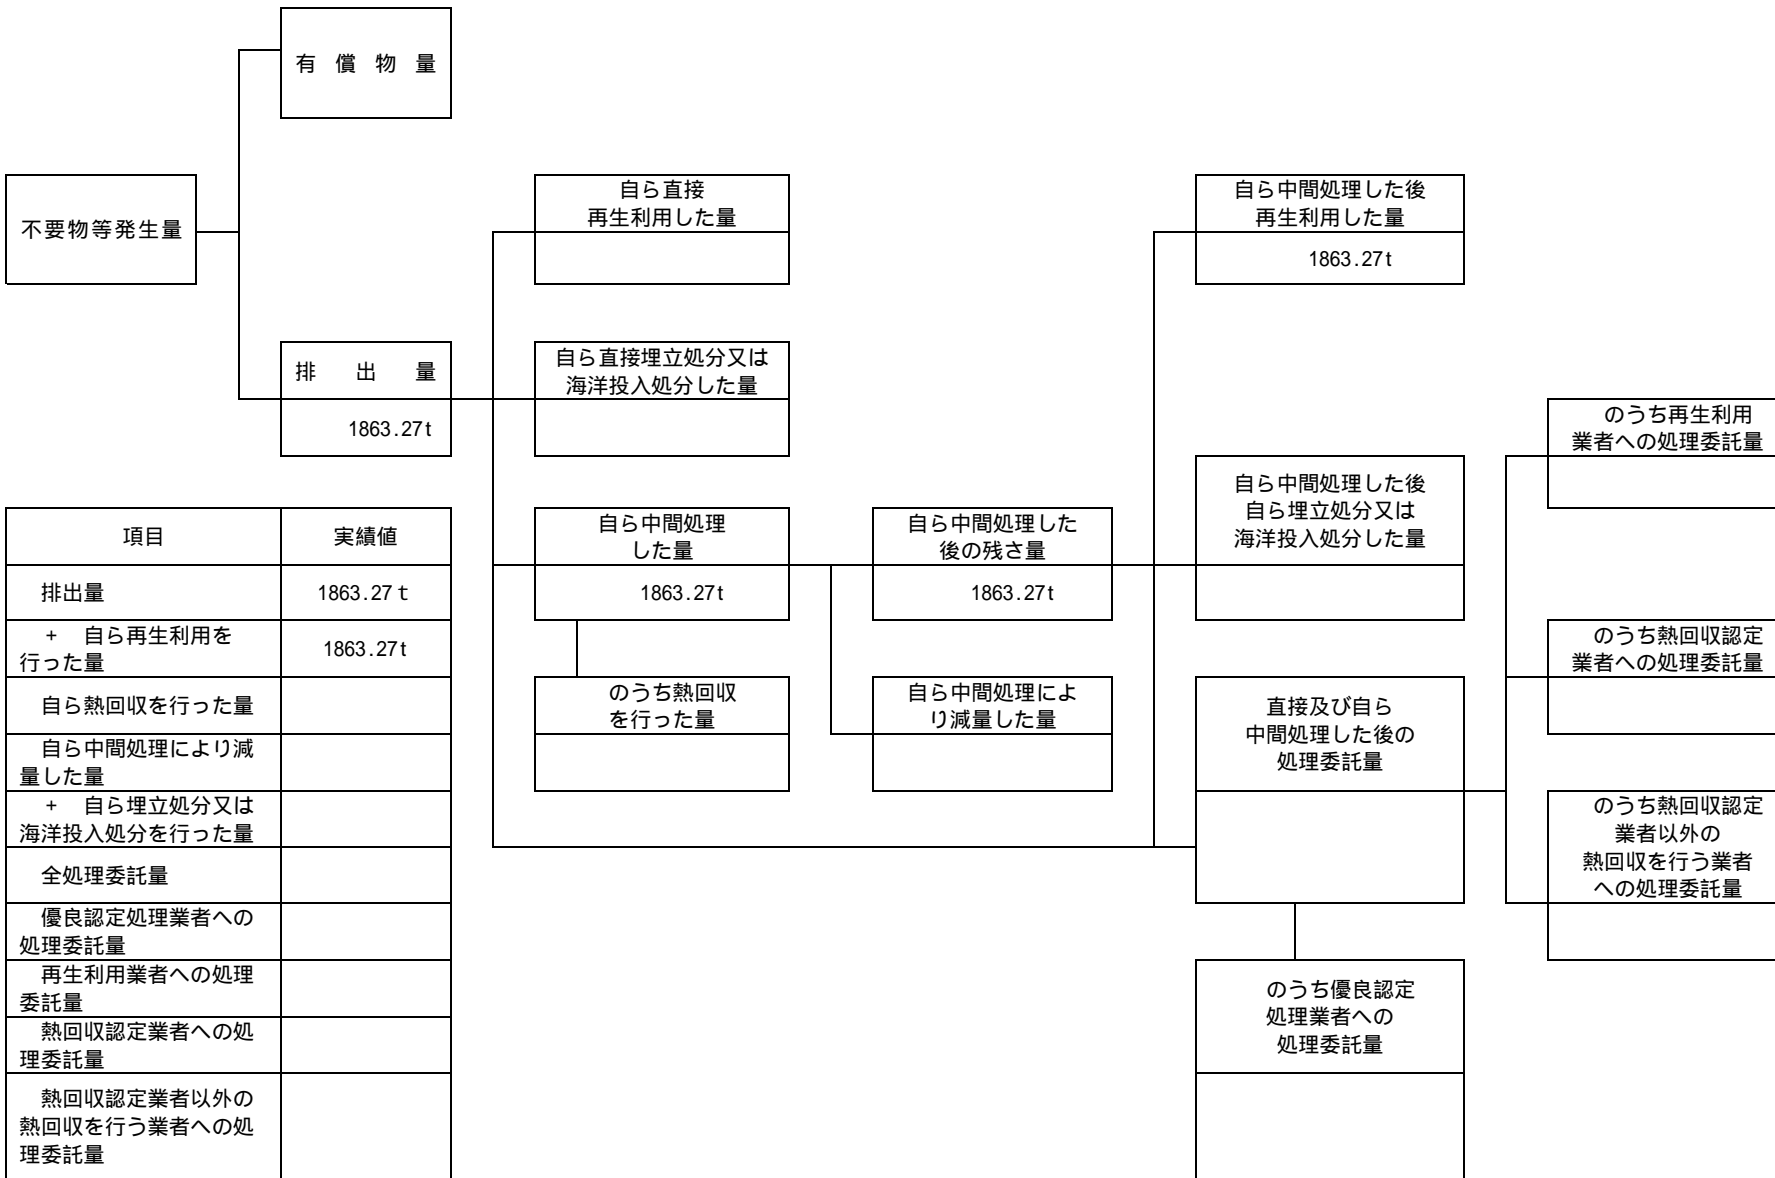 有 償 物 量
不要物等発生量
自ら直接
再生利用した量
自ら中間処理した後
再生利用した量
1863.27t
排 出 量
1863.27t
自ら直接埋立処分又は
海洋投入処分した量
のうち再生利用
業者への処理委託量
自ら中間処理した後
自ら埋立処分又は
海洋投入処分した量
自ら中間処理
した量
1863.27t
自ら中間処理した
後の残さ量
1863.27t
のうち熱回収認定
業者への処理委託量
のうち熱回収
を行った量
自ら中間処理によ
り減量した量
直接及び自ら
中間処理した後の
処理委託量
のうち熱回収認定
業者以外の
熱回収を行う業者
への処理委託量
のうち優良認定
処理業者への
処理委託量
項目 実績値
排出量 1863.27ｔ
+ 自ら再生利用を
行った量 1863.27t
自ら熱回収を行った量
自ら中間処理により減
量した量
+ 自ら埋立処分又は
海洋投入処分を行った量
全処理委託量
優良認定処理業者への
処理委託量
再生利用業者への処理
委託量
熱回収認定業者への処
理委託量
熱回収認定業者以外の
熱回収を行う業者への処
理委託量